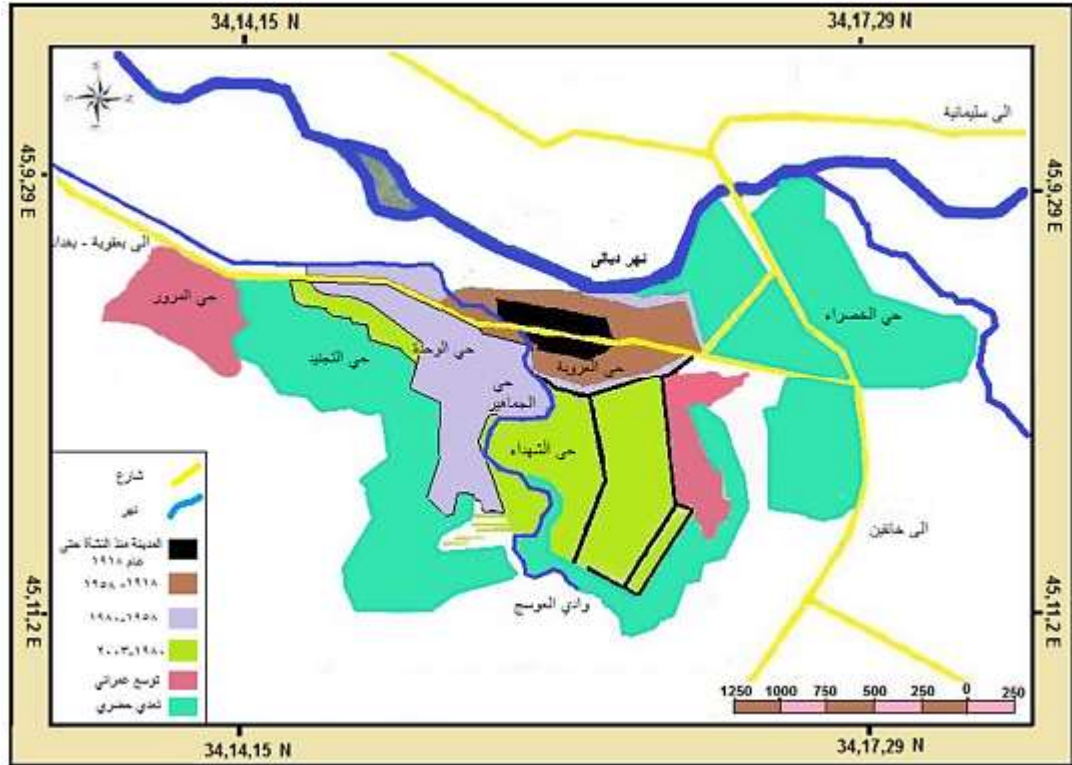 34,14,15 N
34,17,29 N
45,9,29 E
45,9,29 E
الى سليمانية
نهر ديالى
الى بعقوبة - بغداد
حي المرور
حي الخضراء
حي الوحدة
حي التجنيد
حي العروبة
حي
الجماهير
حي الشهداء
الى خانقين
وادي العوسج
شارع
نهر
المدينة منذ النشأة حتى
عام ١٩١٨
١٩١٨-١٩٥٨
١٩٥٨-١٩٨٠
١٩٨٠-٢٠٠٣
توسع عمراني
تعدي حضري
45,11,2 E
45,11,2 E
1250 1000 750 500 250 0 250
34,14,15 N
34,17,29 N